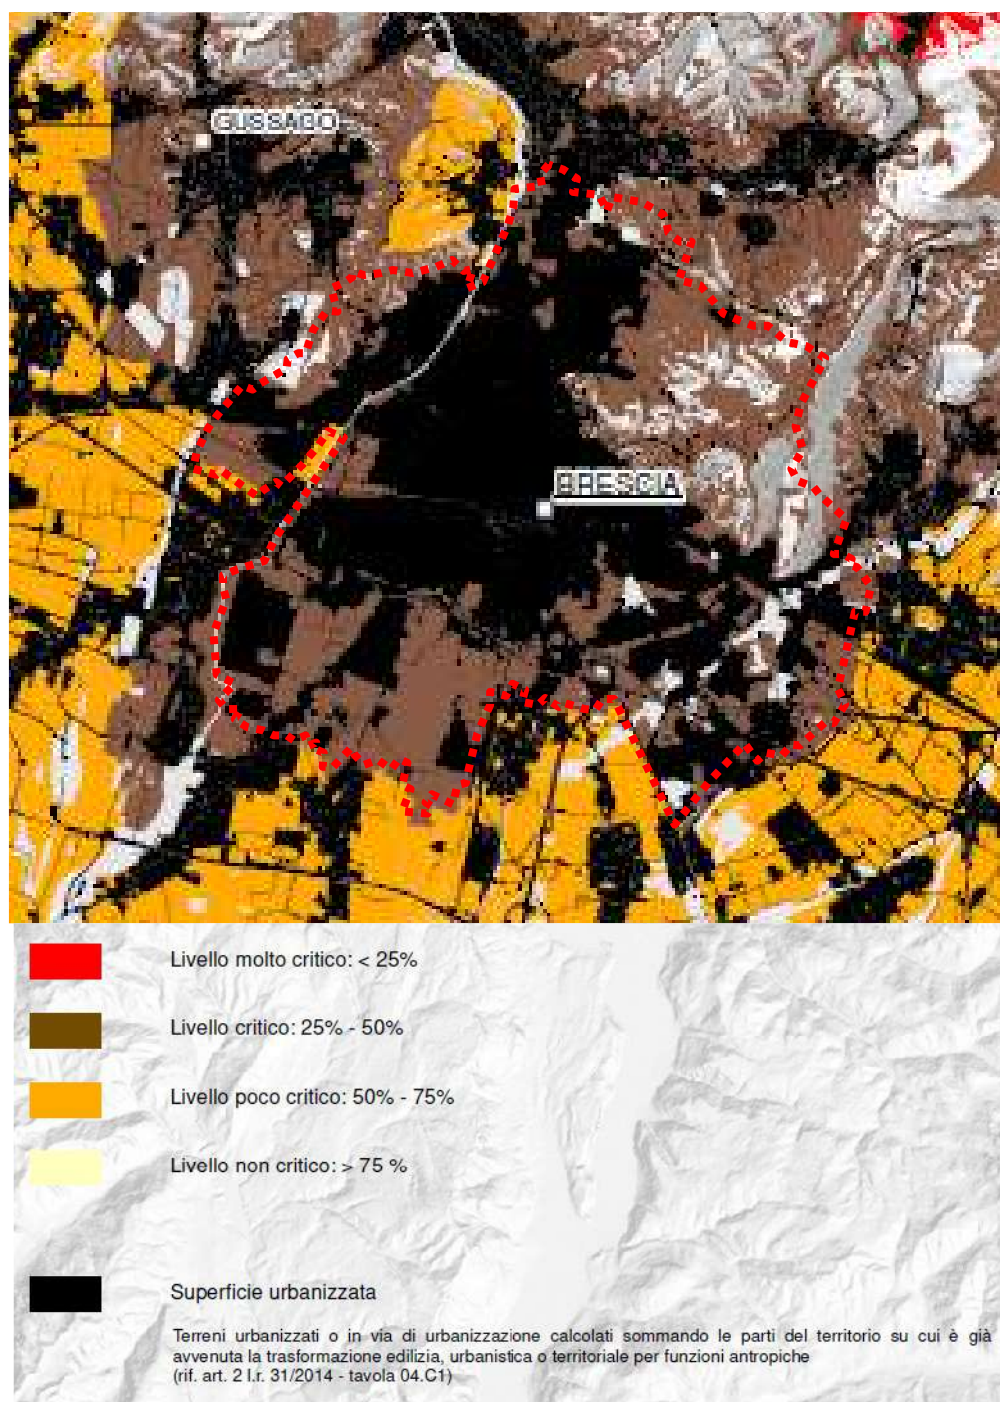 GUSSAGO
BRESCIA
Livello molto critico: < 25%
Livello critico: 25% - 50%
Livello poco critico: 50% - 75%
Livello non critico: > 75 %
Superficie urbanizzata
Terreni urbanizzati o in via di urbanizzazione calcolati sommando le parti del territorio su cui è già
avvenuta la trasformazione edilizia, urbanistica o territoriale per funzioni antropiche
(rif. art. 2 l.r. 31/2014 - tavola 04.C1)